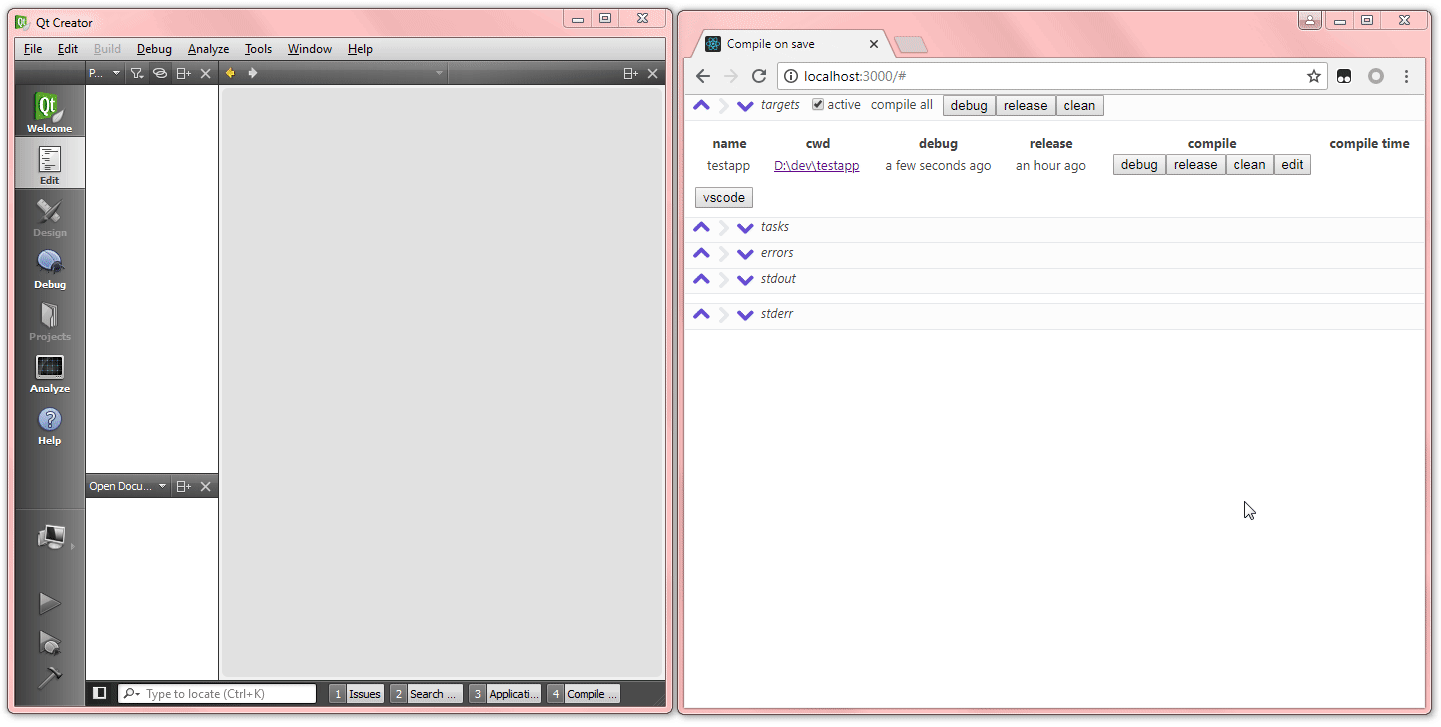 Qt Creator
File Edit Build Debug Analyze Tools Window Help
P...
Qt
Welcome
Edit
Design
Debug
Projects
Analyze
? Help
Open Docu...
Type to locate (Ctrl+K)
1 Issues 2 Search ... 3 Applicati... 4 Compile ...
Compile on save
localhost:3000/#
targets active compile all debug release clean
name cwd debug release compile compile time
testapp D:\dev\testapp a few seconds ago an hour ago debug release clean edit
vscode
tasks
errors
stdout
stderr